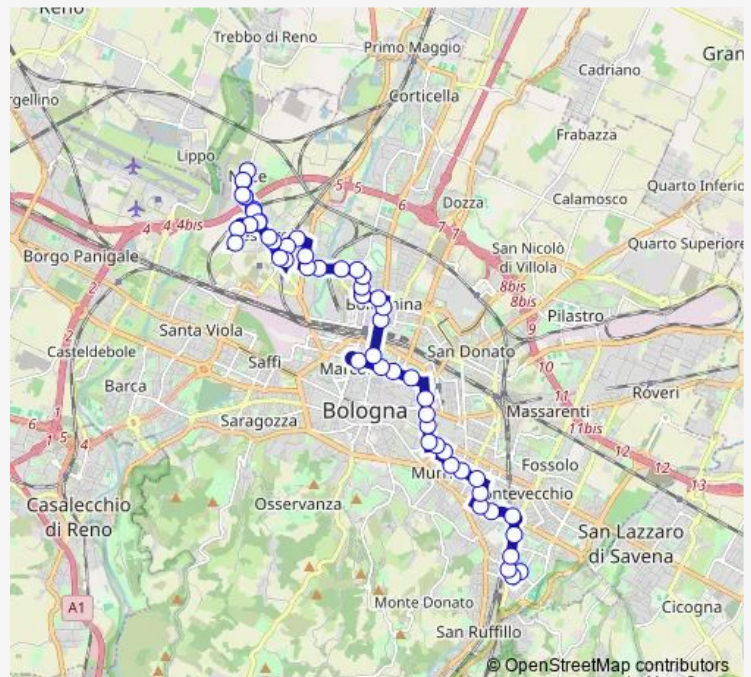 Reno
Trebbo di Reno
Primo Maggio
Gran
Cadriano
rgellino
Corticella
Frabazza
Lippo
Quarto Inferio
5 5
6
Dozza
Calamosco
4 4bis
7
7
San Nicolò
di Villola
Quarto Superiore
Borgo Panigale
8bis
8bis
2
Pilastro
9
Santa Viola
Casteldebole
Saffi
San Donato
2
10
Barca
Bologna
Massarenti
Roveri
11
1
Saragozza
11bis
1
5
4
12
12
Fossolo
13
Osservanza
ntevecchio
Casalecchio
di Reno
San Lazzaro
di Savena
A1
Monte Donato
Cicogna
San Ruffillo
© OpenStreetMap contributors